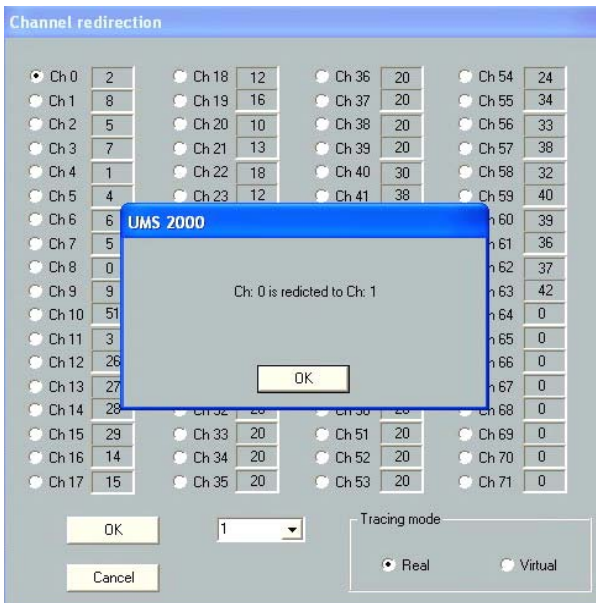 Channel redirection
Ch 0 2 Ch 18 12 Ch 36 20 Ch 54 24
Ch 1 8 Ch 19 16 Ch 37 20 Ch 55 34
Ch 2 5 Ch 20 10 Ch 38 20 Ch 56 33
Ch 3 7 Ch 21 13 Ch 39 20 Ch 57 38
Ch 4 1 Ch 22 18 Ch 40 30 Ch 58 32
Ch 5 4 Ch 23 12 Ch 41 38 Ch 59 40
Ch 6 6 h 60 39
Ch 7 5 h 61 36
Ch 8 0 h 62 37
Ch 9 9 h 63 42
Ch 10 51 h 64 0
Ch 11 3 h 65 0
Ch 12 26 h 66 0
Ch 13 27 h 67 0
Ch 14 28 Ch 68 0
Ch 15 29 Ch 33 20 Ch 51 20 Ch 69 0
Ch 16 14 Ch 34 20 Ch 52 20 Ch 70 0
Ch 17 15 Ch 35 20 Ch 53 20 Ch 71 0
UMS 2000
Ch: 0 is redicted to Ch: 1
OK
OK
1
Tracing mode
Real Virtual
Cancel